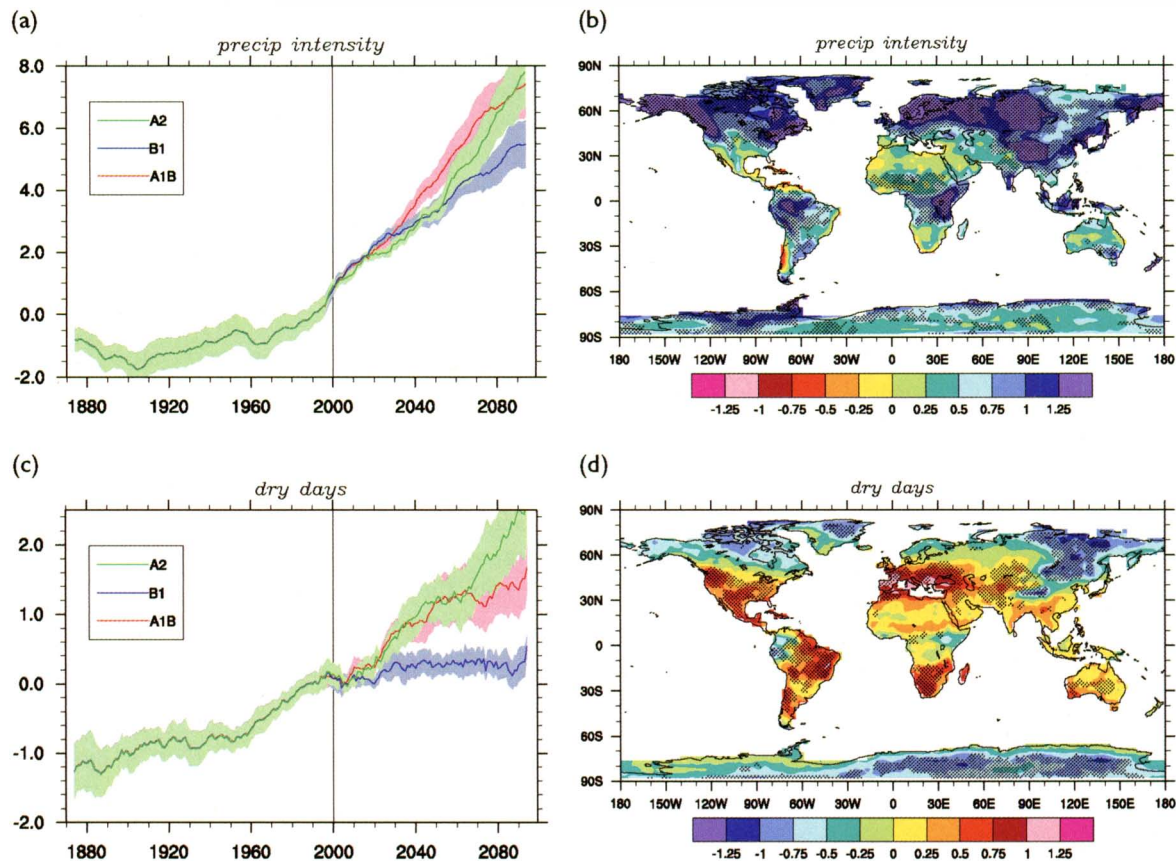 (a)
precip intensity
8.0
6.0
4.0
2.0
0.0
-2.0
A2
B1
A1B
1880 1920 1960 2000 2040 2080
(b)
precip intensity
90N
60N
30N
0
30S
60S
90S
180 150W 120W 90W 60W 30W 0 30E 60E 90E 120E 150E 180
-1.25 -1 -0.75 -0.5 -0.25 0 0.25 0.5 0.75 1 1.25
(c)
dry days
2.0
1.0
0.0
-1.0
-2.0
A2
B1
A1B
1880 1920 1960 2000 2040 2080
(d)
dry days
90N
60N
30N
0
30S
60S
90S
180 150W 120W 90W 60W 30W 0 30E 60E 90E 120E 150E 180
-1.25 -1 -0.75 -0.5 -0.25 0 0.25 0.5 0.75 1 1.25